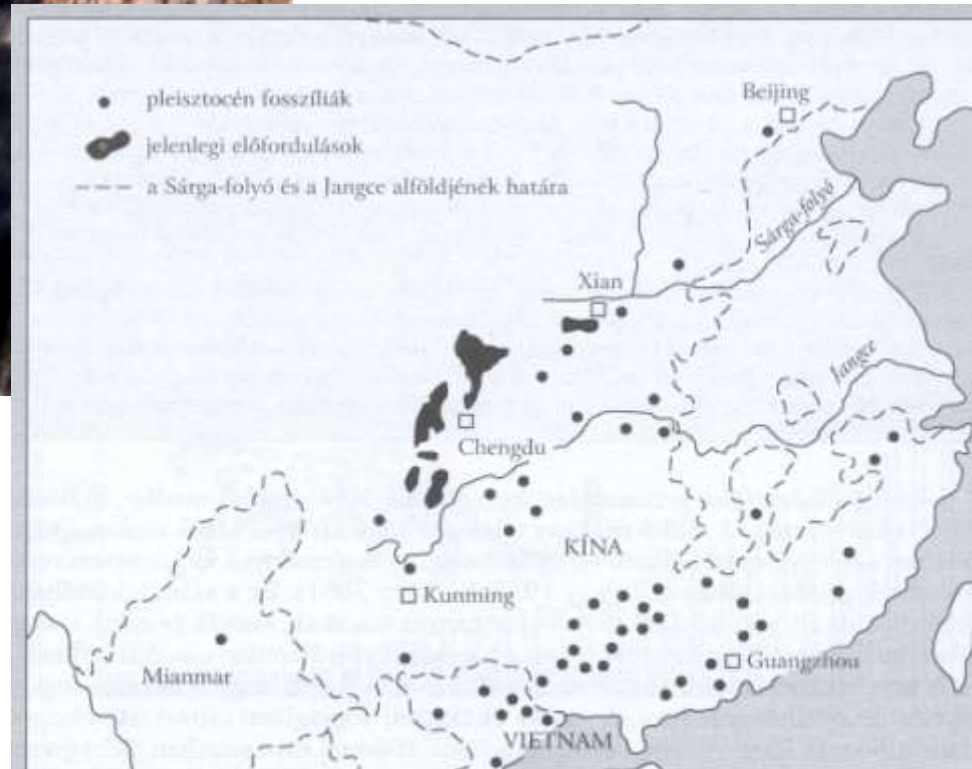 pleisztocén fosszíliák
jelenlegi előfordulások
a Sárga-folyó és a Jangce alföldjének határa
Beijing
Sárga-folyó
Xian
Jangce
Chengdu
KÍNA
Kunming
Mianmar
Guangzhou
VIETNAM